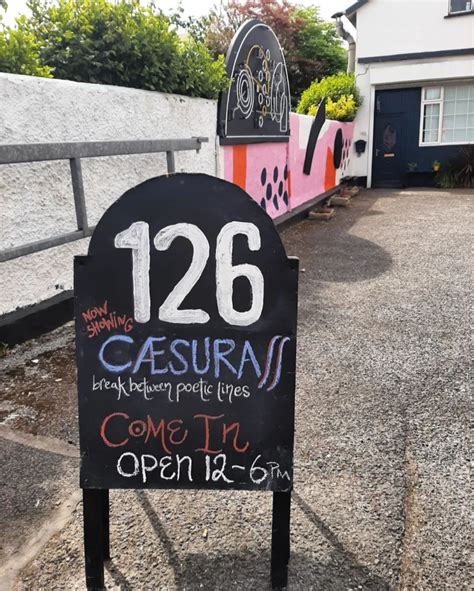 126
NOW
SHOWING
CÆSURA //
break between poetic lines
COME IN
OPEN 12-6PM